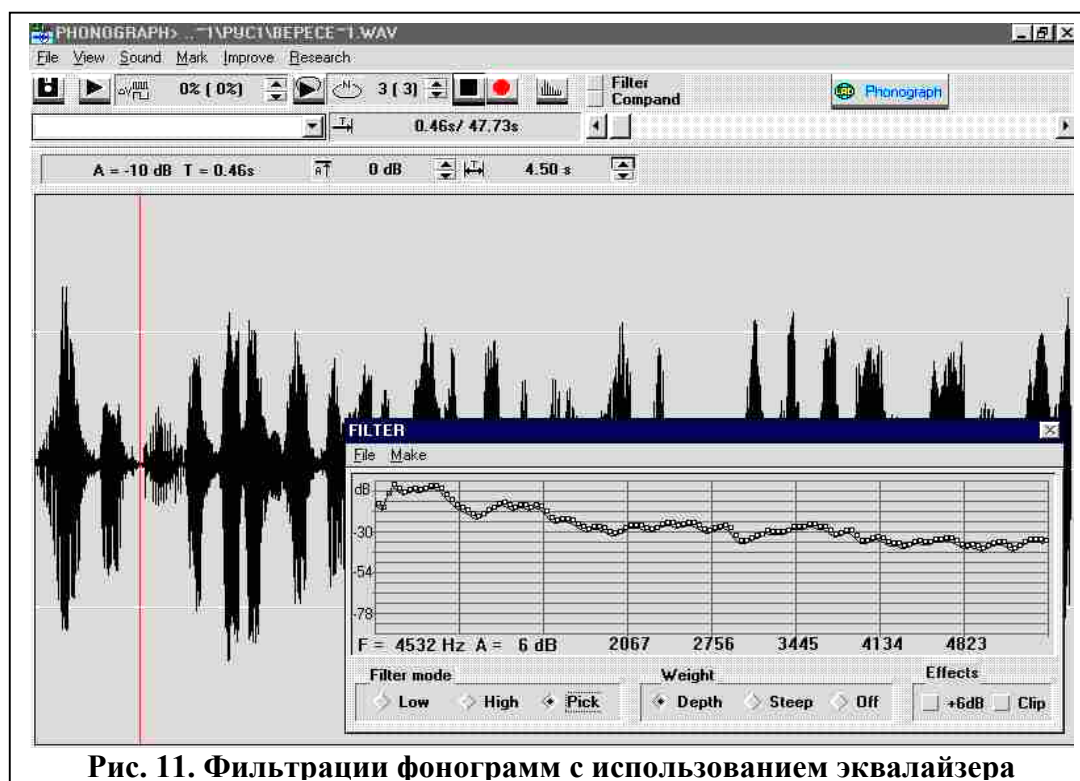 PHONOGRAPH> ..~1\РУС1\ВЕРЕСЕ~1.WAV
File View Sound Mark Improve Research
0% ( 0%) N 3 ( 3) Filter
Compand
Phonograph
T 0.46s/ 47.73s
A = -10 dB T = 0.46s A 0 dB T 4.50 s
FILTER
File Make
dB
-30
-54
-78
F = 4532 Hz A = 6 dB 2067 2756 3445 4134 4823
Filter mode Weight Effects
Low High Pick Depth Steep Off +6dB Clip
Рис. 11. Фильтрации фонограмм с использованием эквалайзера